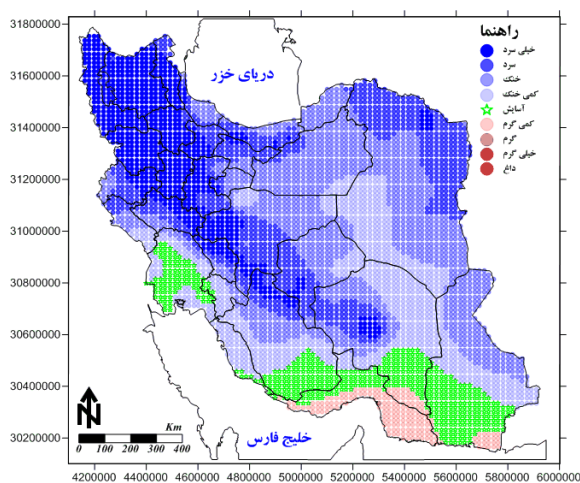 راهنما
خیلی سرد
سرد
خنک
کمی خنک
آسایش
کمی گرم
گرم
خیلی گرم
داغ
دریای خزر
خلیج فارس
N
Km
0 100 200 300 400
31800000
31600000
31400000
31200000
31000000
30800000
30600000
30400000
30200000
4200000 4400000 4600000 4800000 5000000 5200000 5400000 5600000 5800000 6000000